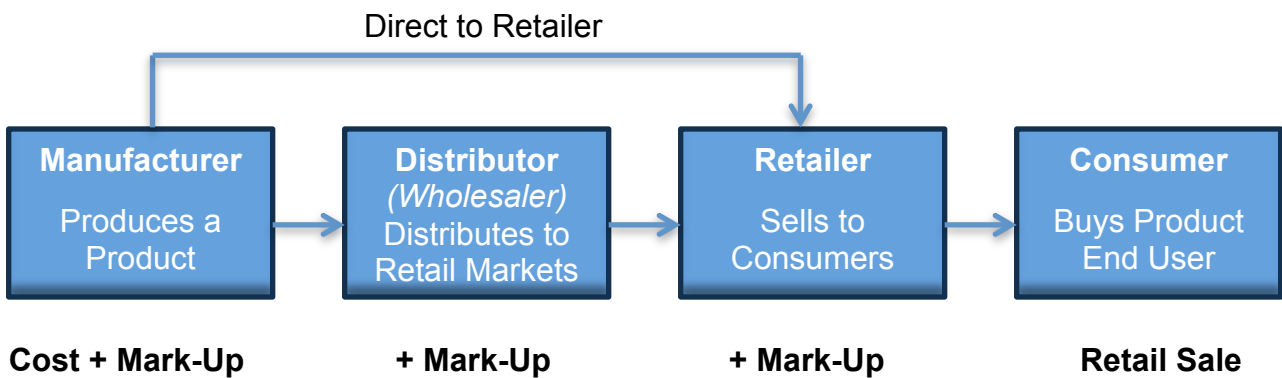 Direct to Retailer
Manufacturer
Produces a
Product
Distributor
(Wholesaler)
Distributes to
Retail Markets
Retailer
Sells to
Consumers
Consumer
Buys Product
End User
Cost + Mark-Up
+ Mark-Up
+ Mark-Up
Retail Sale